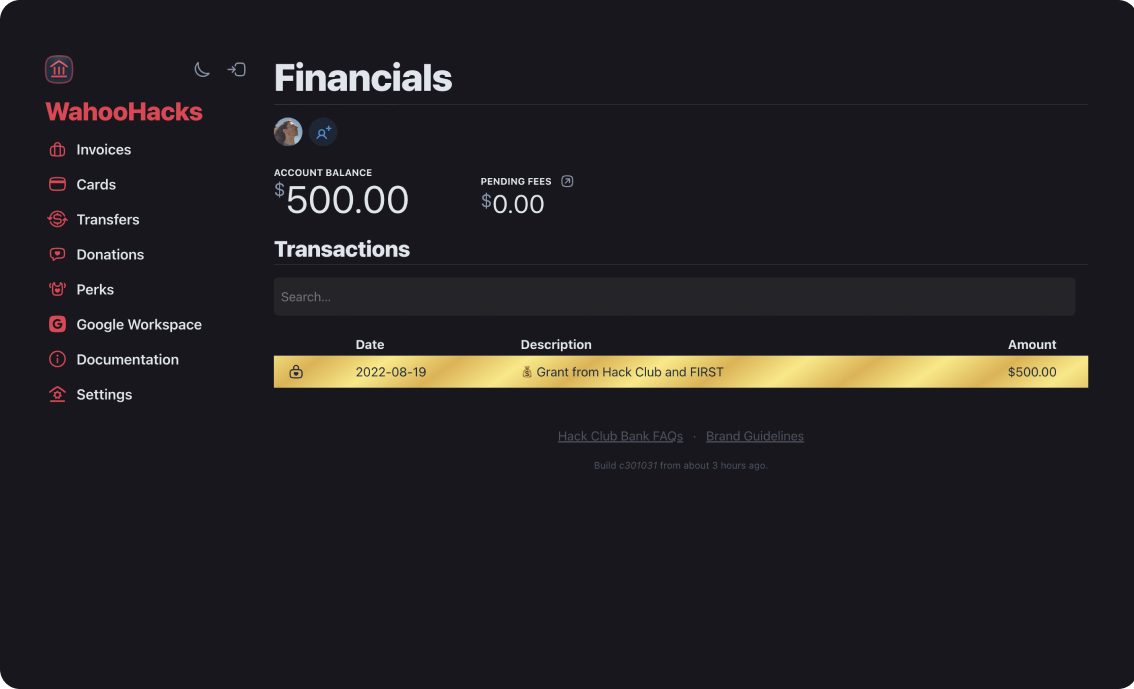 WahooHacks
Invoices
Cards
Transfers
Donations
Perks
Google Workspace
Documentation
Settings
Financials
ACCOUNT BALANCE
$500.00
PENDING FEES
$0.00
Transactions
Search...
Date Description Amount
2022-08-19 💰 Grant from Hack Club and FIRST $500.00
Hack Club Bank FAQs · Brand Guidelines
Build c301031 from about 3 hours ago.